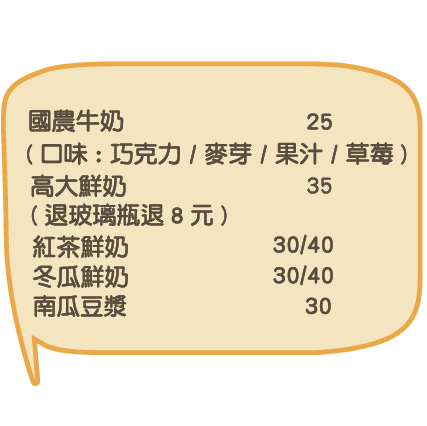 國農牛奶 25
（口味：巧克力 / 麥芽 / 果汁 / 草莓）
高大鮮奶 35
（退玻璃瓶退 8 元）
紅茶鮮奶 30/40
冬瓜鮮奶 30/40
南瓜豆漿 30